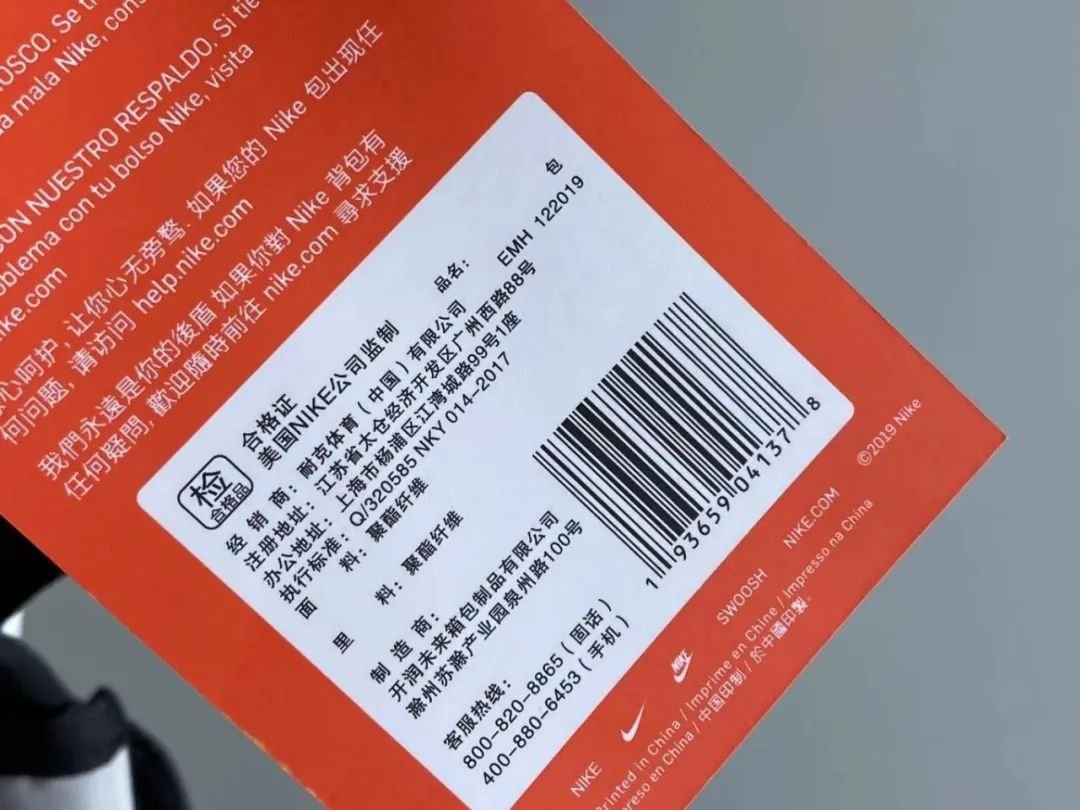 OSCO. Se
mala Nike,
CON NUESTRO RESPALDO. Si
con tu bolso Nike, visita
心呵护，让你心无旁骛. 如果您的 Nike 包出现任
何问题, 请访问 help.nike.com
我們永遠是你的後盾 如果你對 Nike 背包有
任何疑問, 歡迎隨時前往 nike.com 尋求支援
检
合格品
合格证
美国NIKE公司监制
品名： 包
EMH 122019
经销商：耐克体育（中国）有限公司
注册地址：江苏省太仓经济开发区广州西路88号
办公地址：上海市杨浦区江湾城路99号1座
执行标准：Q/320585 NKY 014-2017
面料：聚酯纤维
里料：聚酯纤维
制造商：
开润未来箱包制品有限公司
滁州苏滁产业园泉州路100号
客服热线：
800-820-8865（固话）
400-880-6453（手机）
1 93659 04137 8
©2019 Nike
NIKE NIKE SWOOSH NIKE.COM
Printed in China / Imprime en Chine / Impresso na China
en China / 中国印制 / 於中國印製。